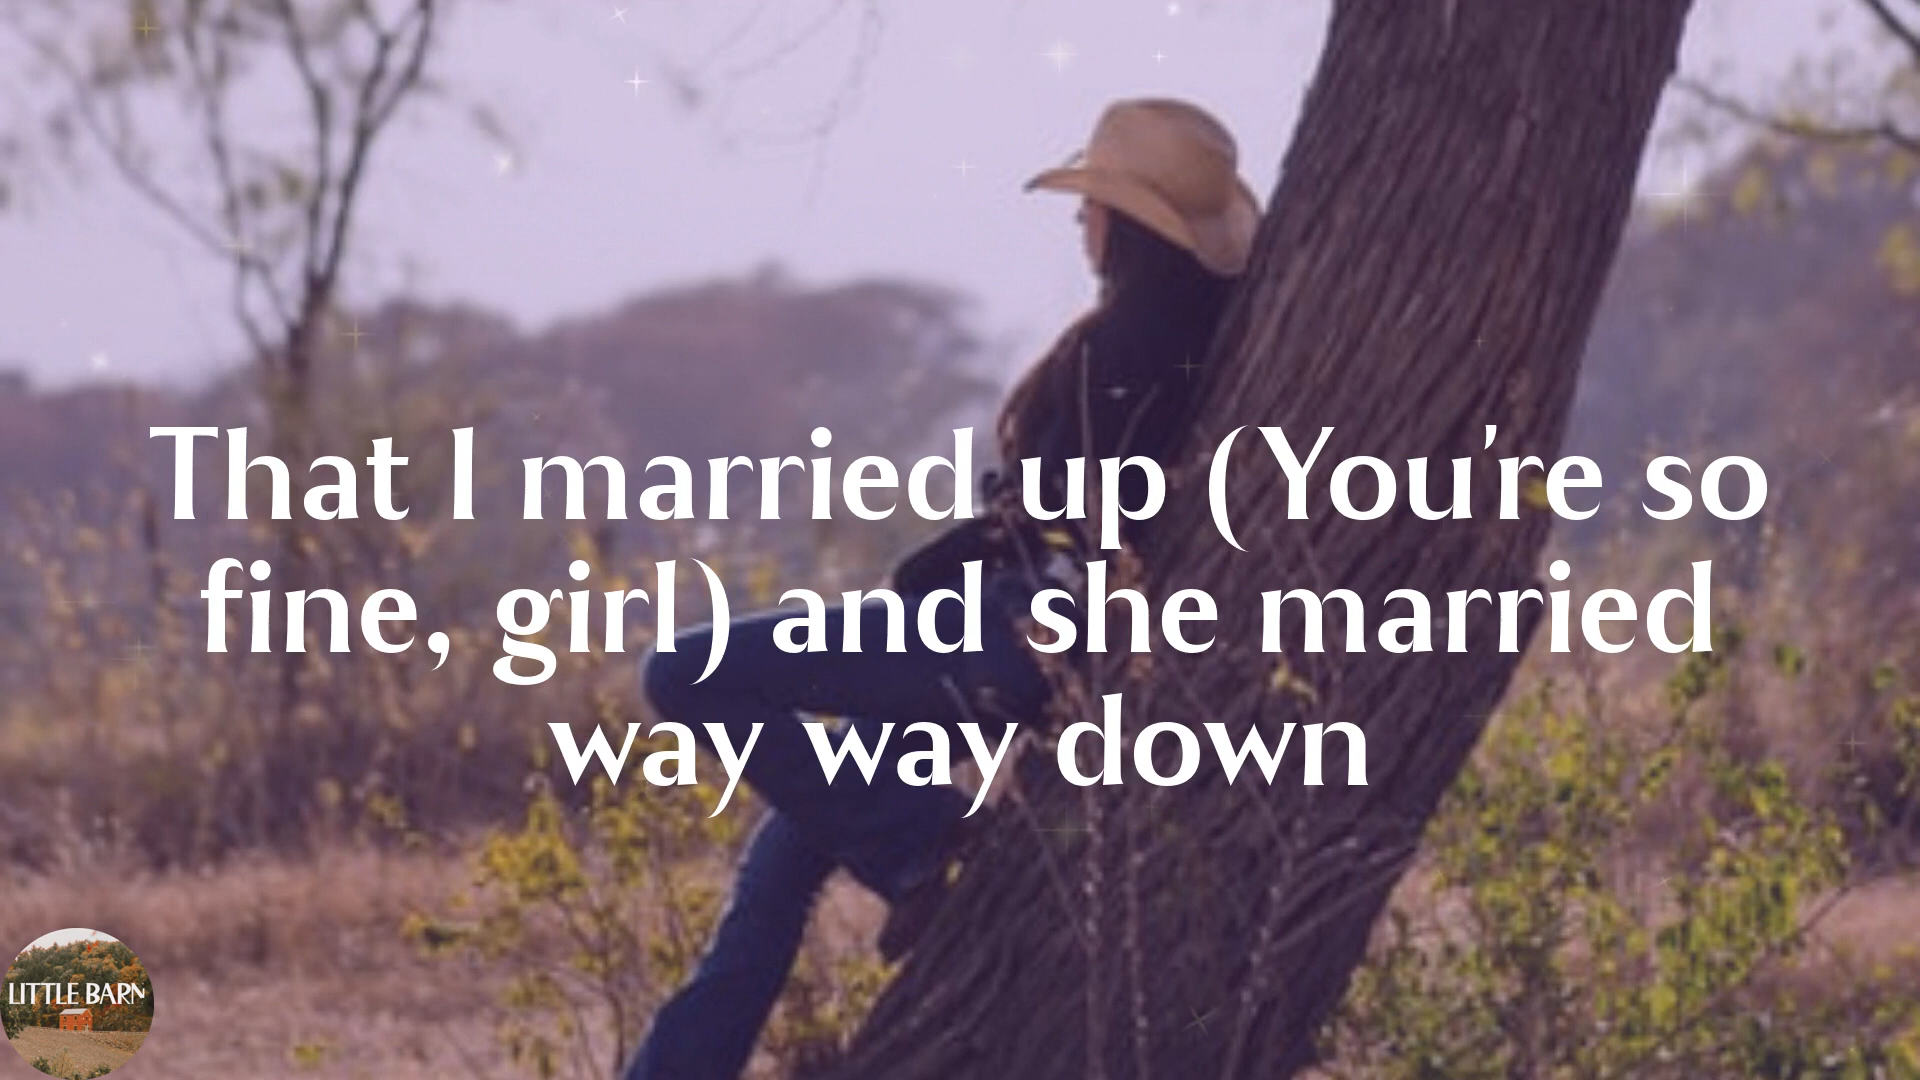 That I married up (You're so
fine, girl) and she married
way way down
LITTLE BARN